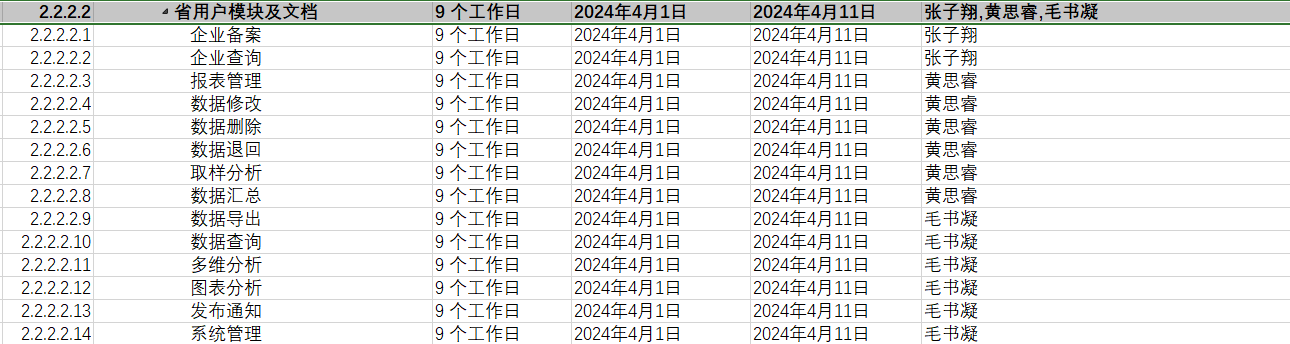 2.2.2.2 省用户模块及文档 9 个工作日 2024年4月1日 2024年4月11日 张子翔,黄思睿,毛书凝
2.2.2.2.1 企业备案 9 个工作日 2024年4月1日 2024年4月11日 张子翔
2.2.2.2.2 企业查询 9 个工作日 2024年4月1日 2024年4月11日 张子翔
2.2.2.2.3 报表管理 9 个工作日 2024年4月1日 2024年4月11日 黄思睿
2.2.2.2.4 数据修改 9 个工作日 2024年4月1日 2024年4月11日 黄思睿
2.2.2.2.5 数据删除 9 个工作日 2024年4月1日 2024年4月11日 黄思睿
2.2.2.2.6 数据退回 9 个工作日 2024年4月1日 2024年4月11日 黄思睿
2.2.2.2.7 取样分析 9 个工作日 2024年4月1日 2024年4月11日 黄思睿
2.2.2.2.8 数据汇总 9 个工作日 2024年4月1日 2024年4月11日 黄思睿
2.2.2.2.9 数据导出 9 个工作日 2024年4月1日 2024年4月11日 毛书凝
2.2.2.2.10 数据查询 9 个工作日 2024年4月1日 2024年4月11日 毛书凝
2.2.2.2.11 多维分析 9 个工作日 2024年4月1日 2024年4月11日 毛书凝
2.2.2.2.12 图表分析 9 个工作日 2024年4月1日 2024年4月11日 毛书凝
2.2.2.2.13 发布通知 9 个工作日 2024年4月1日 2024年4月11日 毛书凝
2.2.2.2.14 系统管理 9 个工作日 2024年4月1日 2024年4月11日 毛书凝